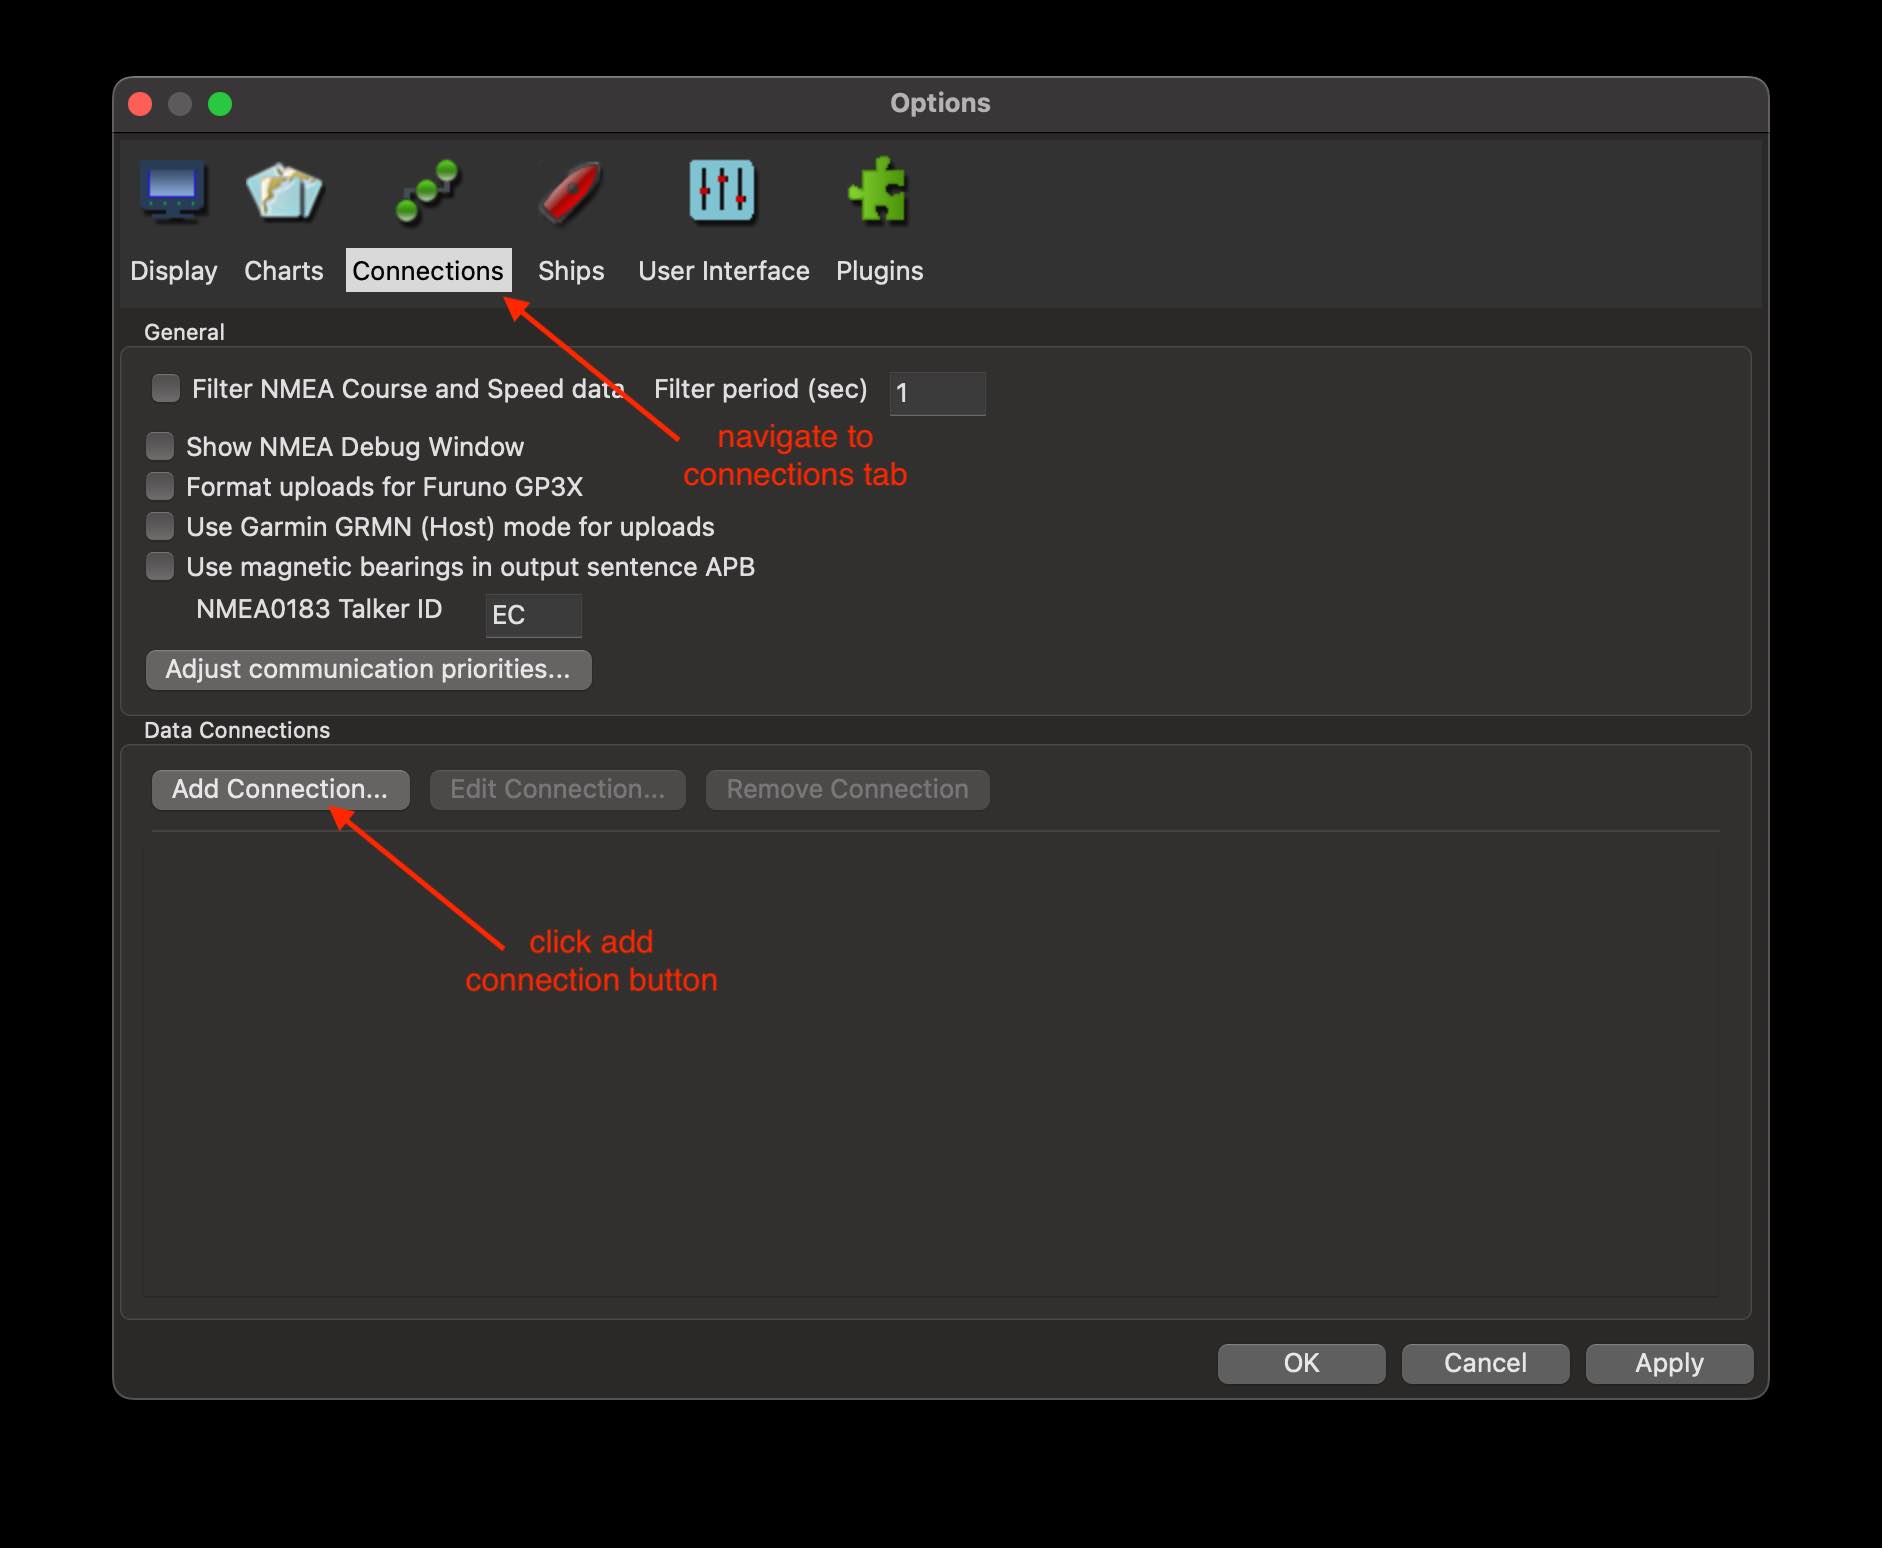 Options
Display Charts Connections Ships User Interface Plugins
General
Filter NMEA Course and Speed data Filter period (sec) 1
navigate to
connections tab
Show NMEA Debug Window
Format uploads for Furuno GP3X
Use Garmin GRMN (Host) mode for uploads
Use magnetic bearings in output sentence APB
NMEA0183 Talker ID EC
Adjust communication priorities...
Data Connections
Add Connection... Edit Connection... Remove Connection
click add
connection button
OK Cancel Apply